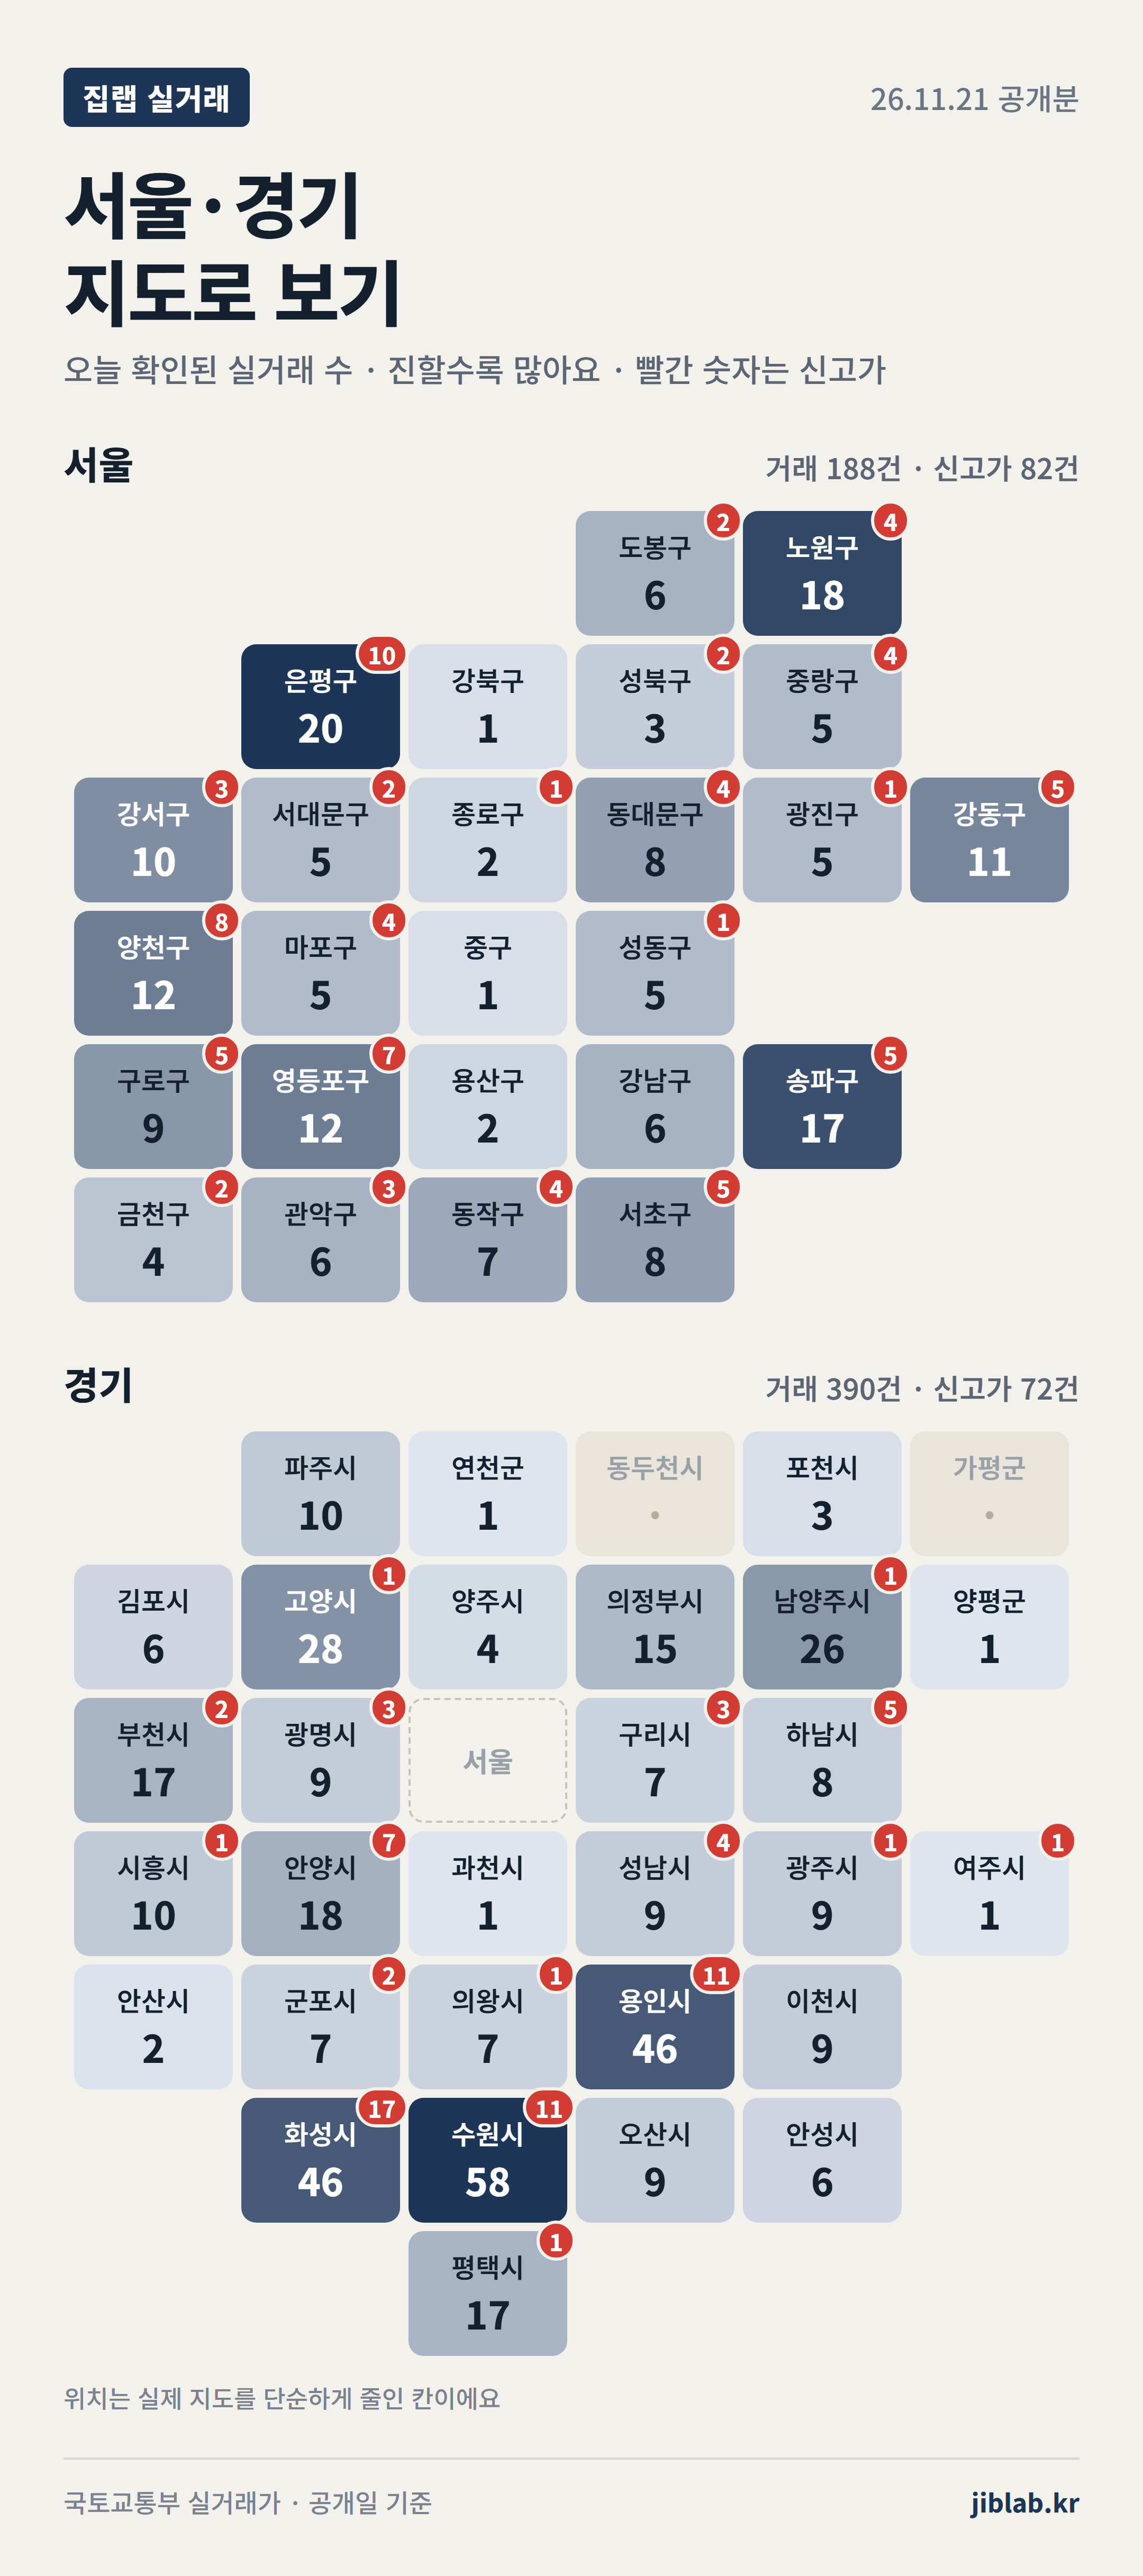 집랩 실거래
26.11.21 공개분
서울·경기
지도로 보기
오늘 확인된 실거래 수 · 진할수록 많아요 · 빨간 숫자는 신고가
서울
거래 188건 · 신고가 82건
2
4
도봉구
노원구
6
18
10
2
4
은평구
강북구
성북구
중랑구
20
1
3
5
3
2
1
4
1
5
강서구
서대문구
종로구
동대문구
광진구
강동구
10
5
2
8
5
11
8
4
1
양천구
마포구
중구
성동구
12
5
1
5
5
7
5
구로구
영등포구
용산구
강남구
송파구
9
12
2
6
17
2
3
4
5
금천구
관악구
동작구
서초구
4
6
7
8
경기
거래 390건 · 신고가 72건
파주시
연천군
동두천시
포천시
가평군
10
1
·
3
·
1
1
김포시
고양시
양주시
의정부시
남양주시
양평군
6
28
4
15
26
1
2
3
3
5
부천시
광명시
서울
구리시
하남시
17
9
7
8
1
7
4
1
1
시흥시
안양시
과천시
성남시
광주시
여주시
10
18
1
9
9
1
2
1
11
안산시
군포시
의왕시
용인시
이천시
2
7
7
46
9
17
11
화성시
수원시
오산시
안성시
46
58
9
6
1
평택시
17
위치는 실제 지도를 단순하게 줄인 칸이에요
국토교통부 실거래가 · 공개일 기준
jiblab.kr